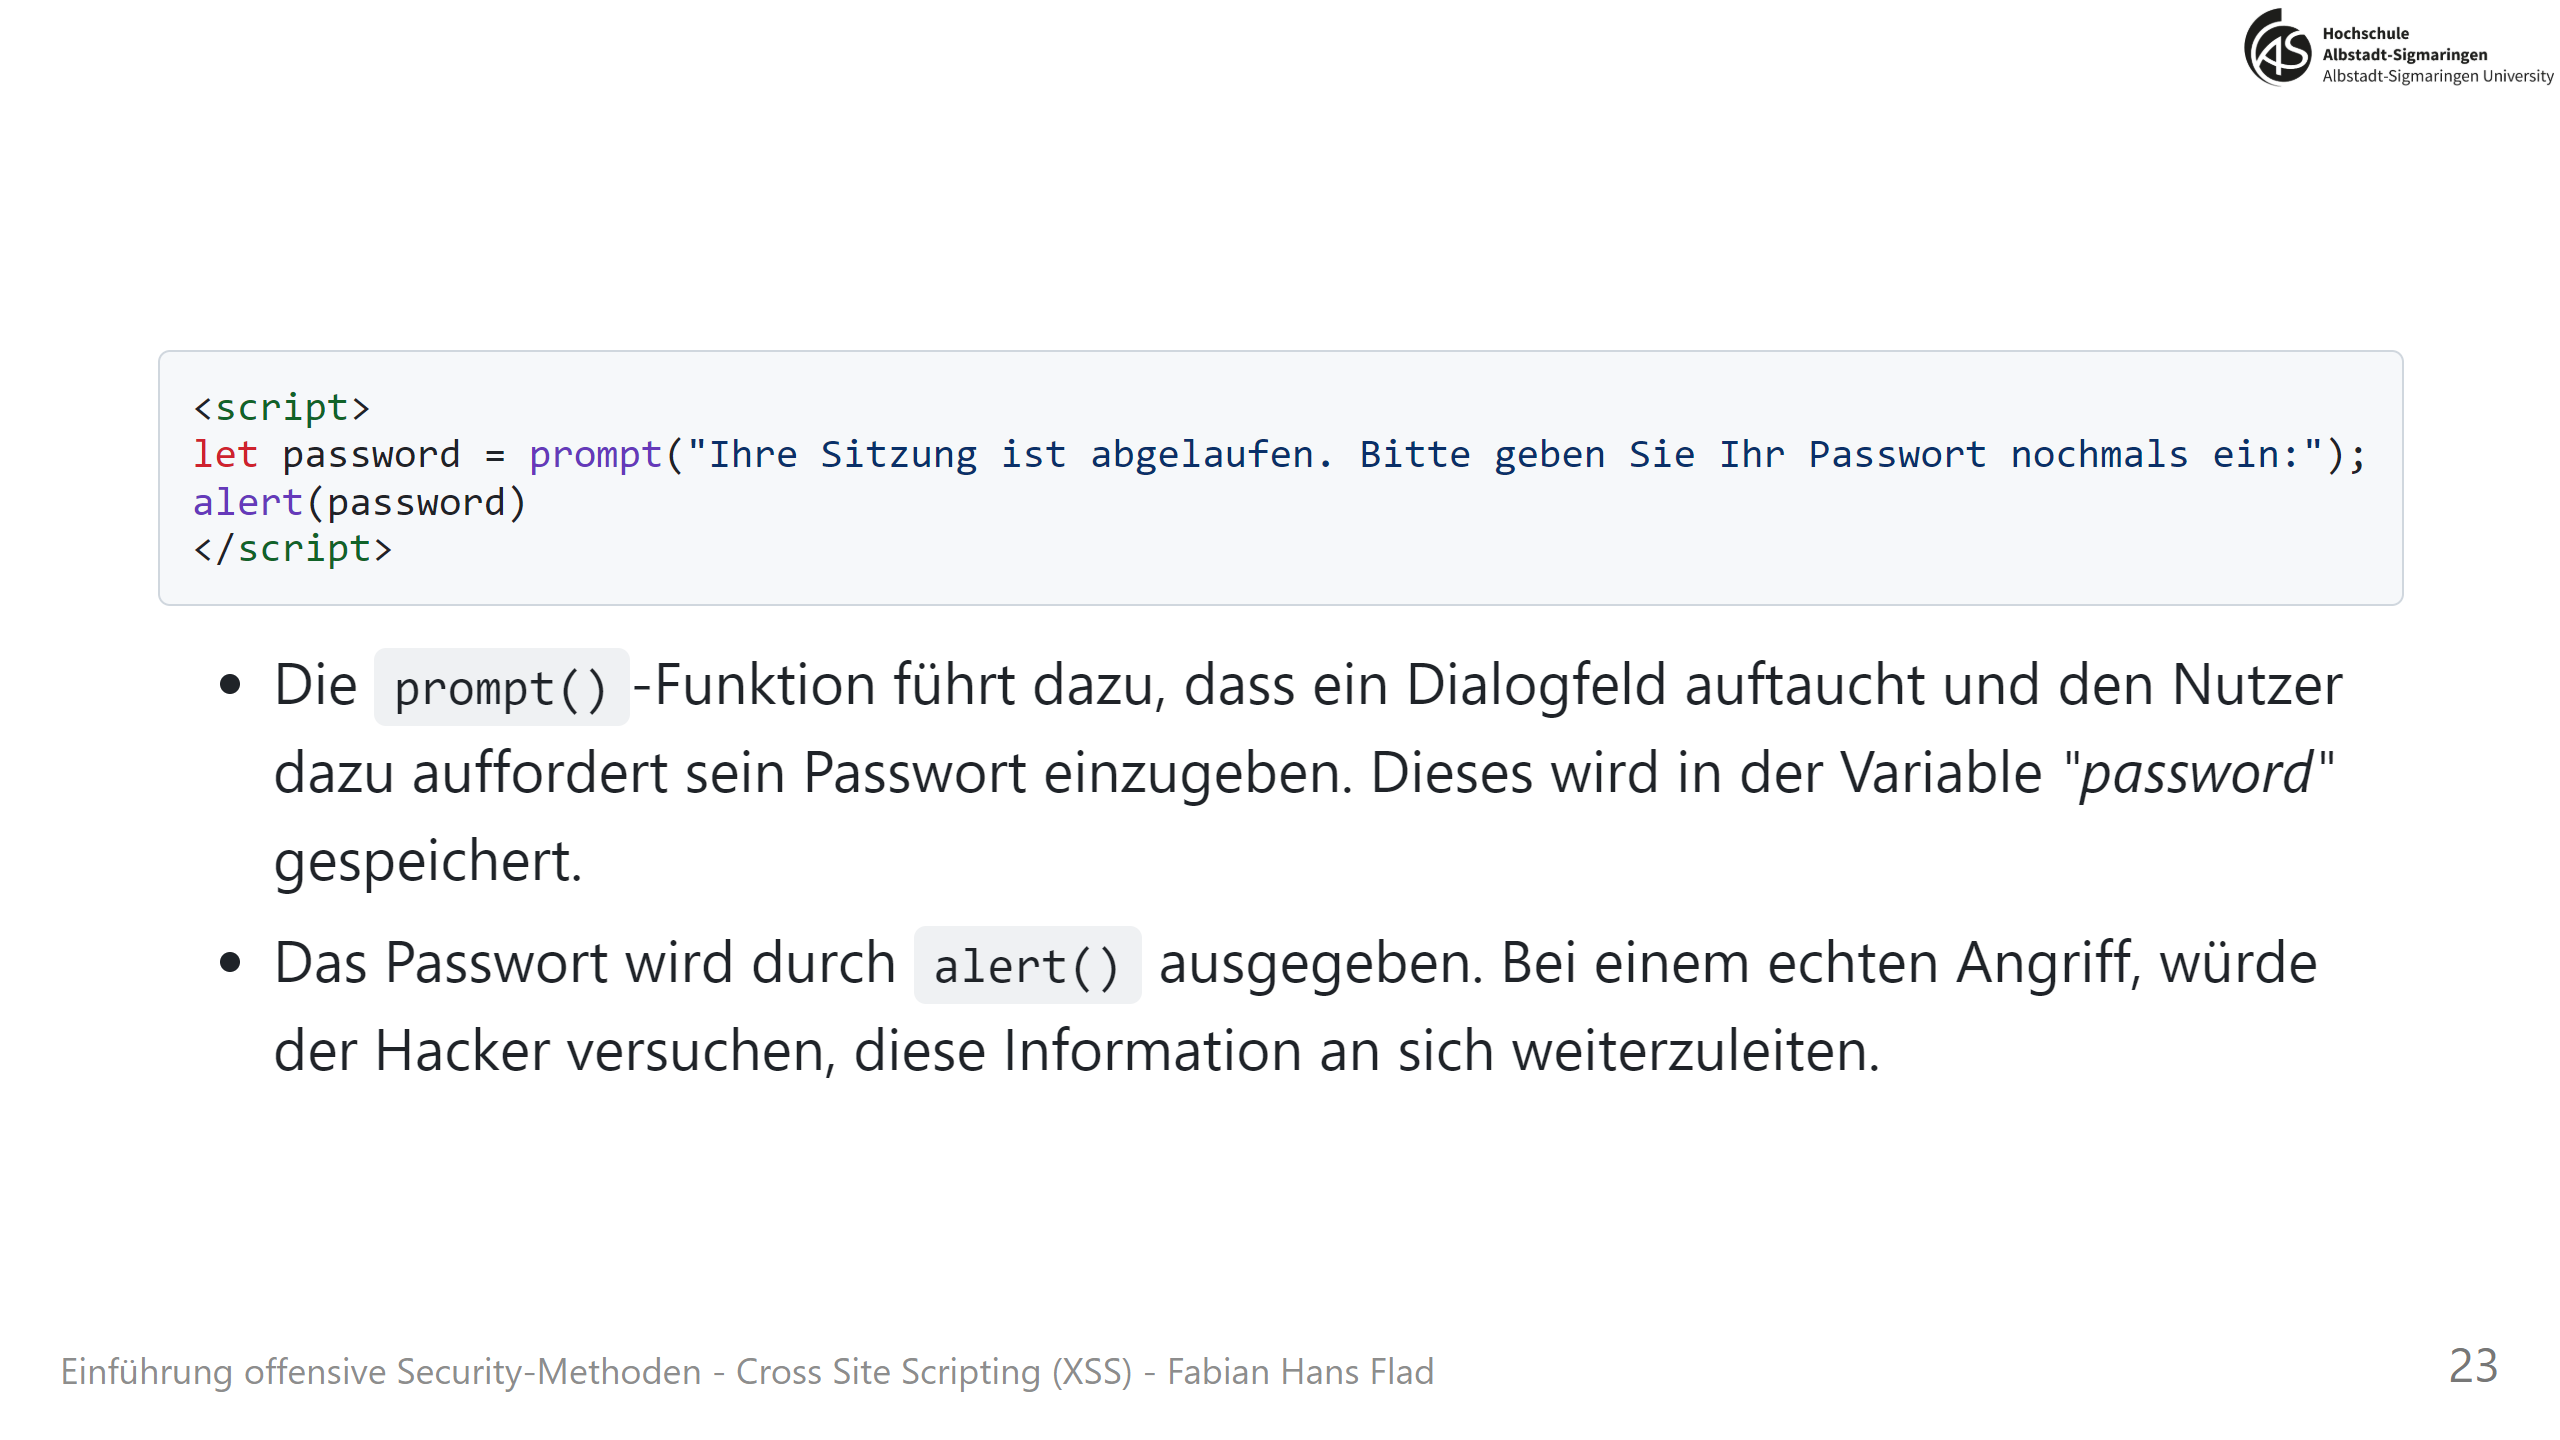 Hochschule
Albstadt-Sigmaringen
Albstadt-Sigmaringen University
<script>
let password = prompt("Ihre Sitzung ist abgelaufen. Bitte geben Sie Ihr Passwort nochmals ein:");
alert(password)
</script>
• Die prompt() -Funktion führt dazu, dass ein Dialogfeld auftaucht und den Nutzer
dazu auffordert sein Passwort einzugeben. Dieses wird in der Variable "password"
gespeichert.
• Das Passwort wird durch alert() ausgegeben. Bei einem echten Angriff, würde
der Hacker versuchen, diese Information an sich weiterzuleiten.
Einführung offensive Security-Methoden - Cross Site Scripting (XSS) - Fabian Hans Flad
23